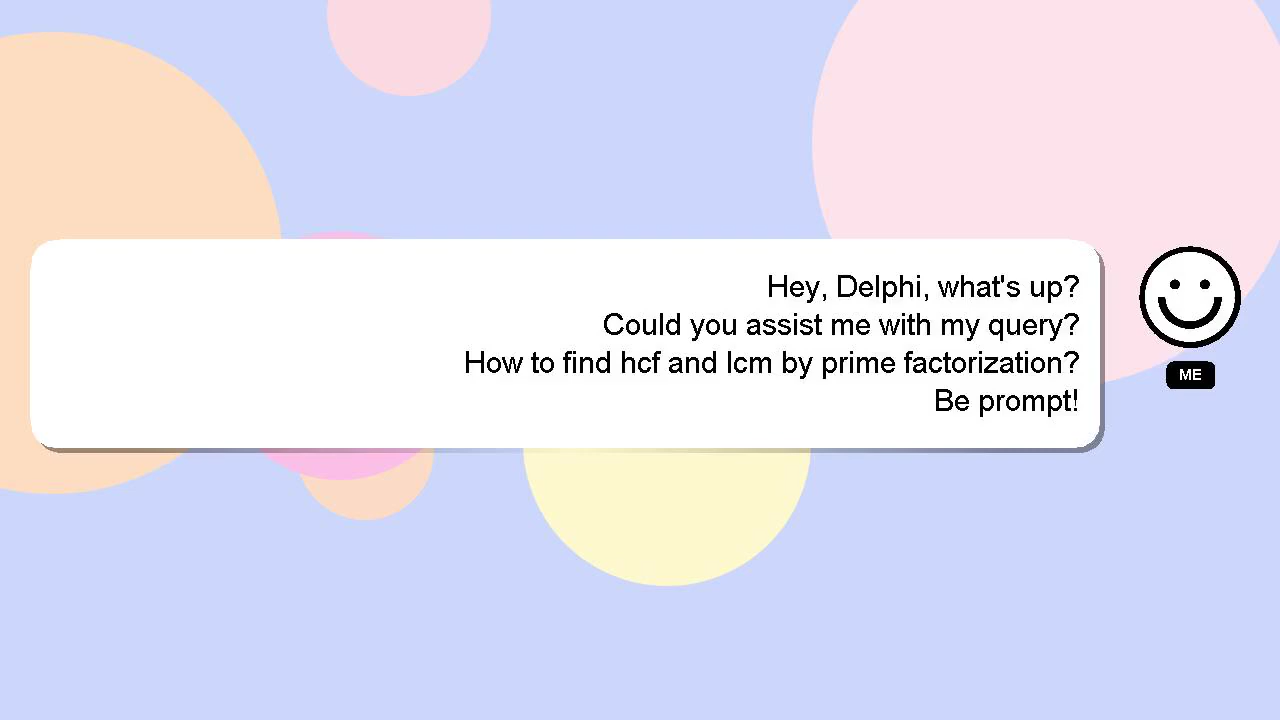 Hey, Delphi, what's up?
Could you assist me with my query?
How to find hcf and lcm by prime factorization?
Be prompt!
ME